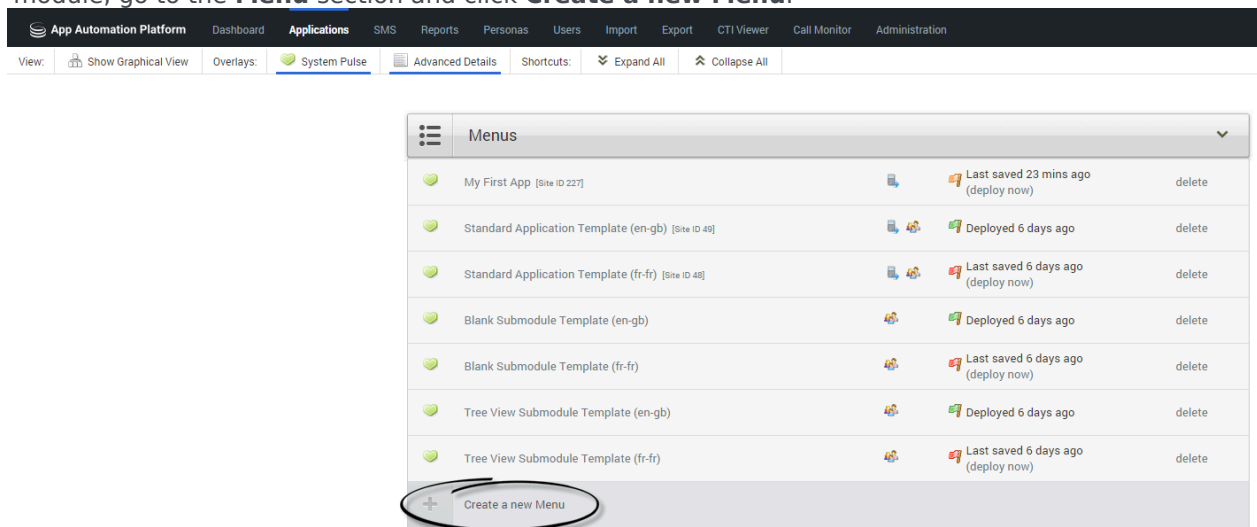 module, go to the Menu section and click Create a new Menu.
App Automation Platform Dashboard Applications SMS Reports Personas Users Import Export CTI Viewer Call Monitor Administration
View: Show Graphical View Overlays: System Pulse Advanced Details Shortcuts: Expand All Collapse All
Menus
My First App [Site ID 227] Last saved 23 mins ago (deploy now) delete
Standard Application Template (en-gb) [Site ID 49] Deployed 6 days ago delete
Standard Application Template (fr-fr) [Site ID 48] Last saved 6 days ago (deploy now) delete
Blank Submodule Template (en-gb) Deployed 6 days ago delete
Blank Submodule Template (fr-fr) Last saved 6 days ago (deploy now) delete
Tree View Submodule Template (en-gb) Deployed 6 days ago delete
Tree View Submodule Template (fr-fr) Last saved 6 days ago (deploy now) delete
Create a new Menu